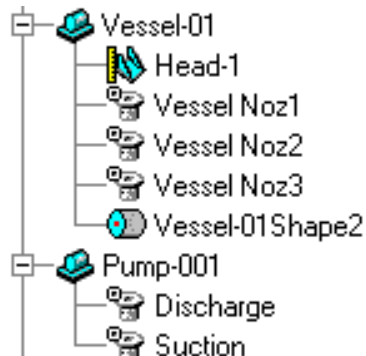 Vessel-01
Head-1
Vessel Noz1
Vessel Noz2
Vessel Noz3
Vessel-01Shape2
Pump-001
Discharge
Suction